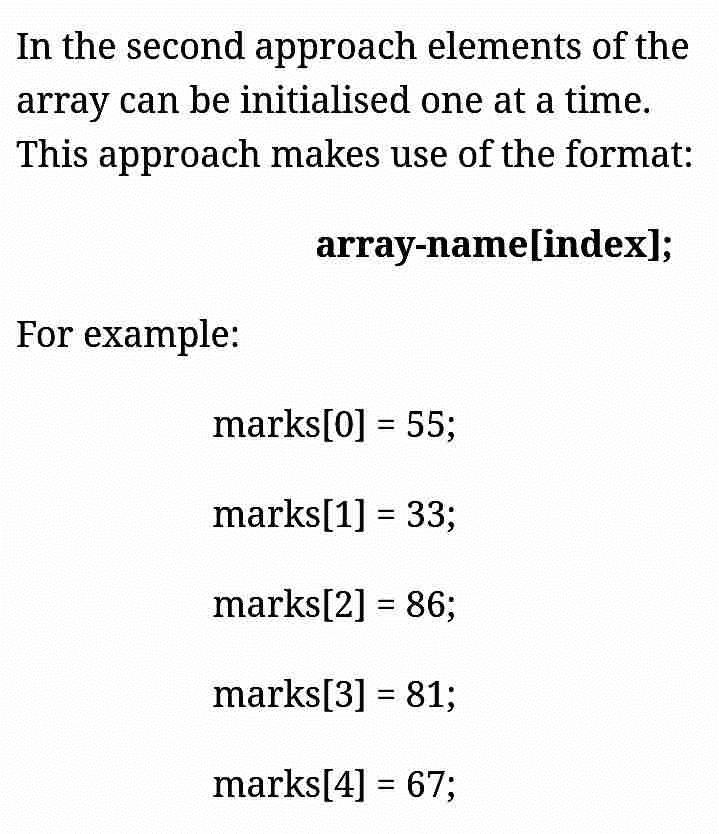 In the second approach elements of the
array can be initialised one at a time.
This approach makes use of the format:
array-name[index];
For example:
marks[0] = 55;
marks[1] = 33;
marks[2] = 86;
marks[3] = 81;
marks[4] = 67;